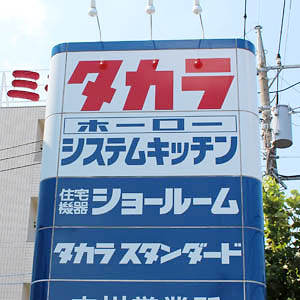 タカラ
ホーロー
システムキッチン
住宅機器 ショールーム
タカラスタンダード